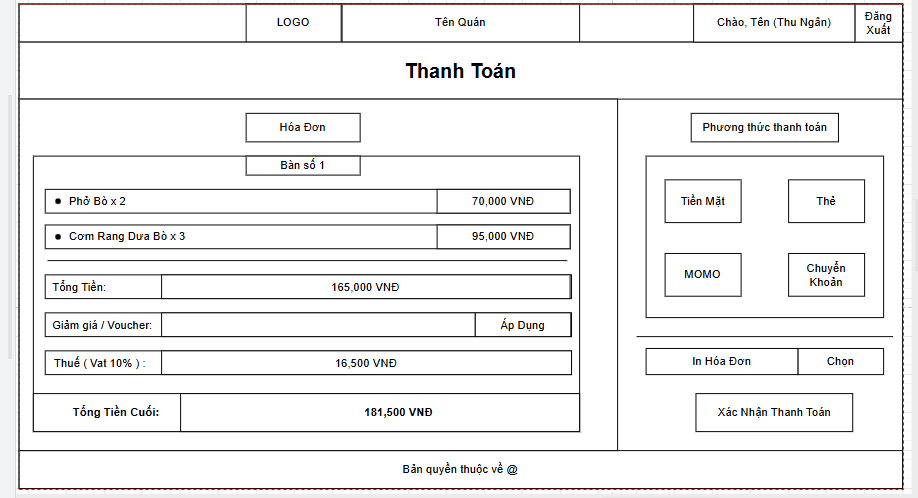 LOGO
Tên Quán
Chào, Tên (Thu Ngân)
Đăng
Xuất
Thanh Toán
Hóa Đơn
Bàn số 1
Phở Bò x 2
70,000 VNĐ
Cơm Rang Dưa Bò x 3
95,000 VNĐ
Tổng Tiền:
165,000 VNĐ
Giảm giá / Voucher:
Áp Dụng
Thuế ( Vat 10% ) :
16,500 VNĐ
Tổng Tiền Cuối:
181,500 VNĐ
Phương thức thanh toán
Tiền Mặt
Thẻ
MOMO
Chuyển
Khoản
In Hóa Đơn
Chọn
Xác Nhận Thanh Toán
Bản quyền thuộc về @